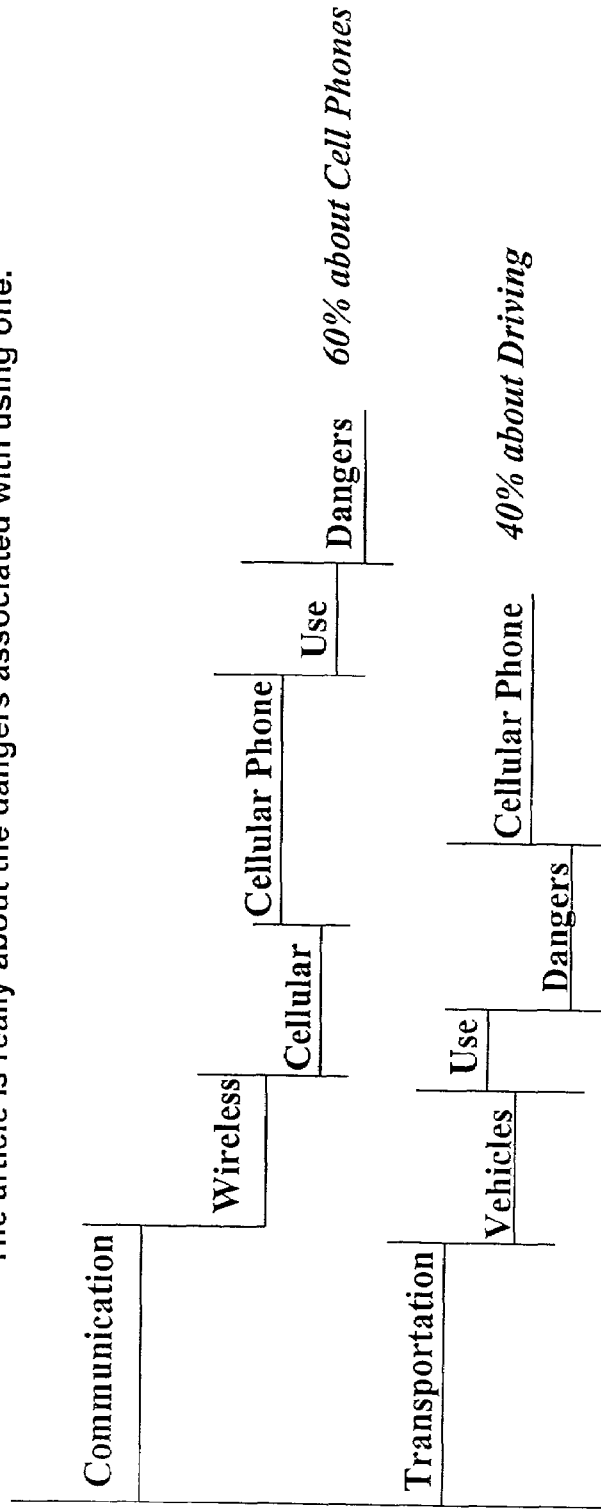 The article is really about the dangers associated with using one.
Communication
Wireless
Cellular
Cellular Phone
Use
Dangers
60% about Cell Phones
Transportation
Vehicles
Use
Dangers
Cellular Phone
40% about Driving